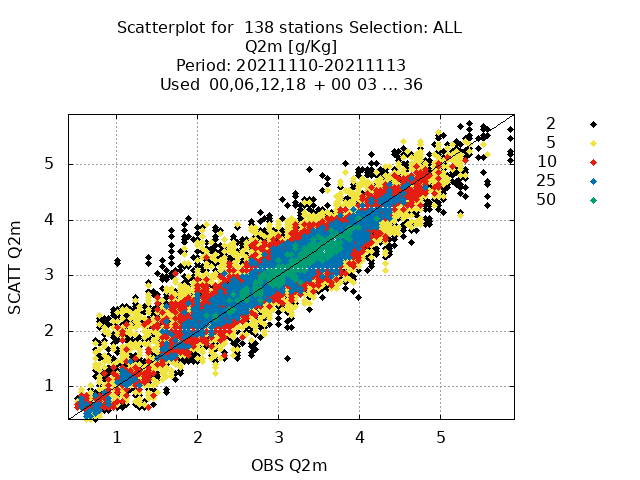 Scatterplot for  138 stations Selection: ALL
Q2m [g/Kg]
Period: 20211110-20211113
Used  00,06,12,18 + 00 03 ... 36
2
5
10
25
50
SCATT Q2m
5
4
3
2
1
1 2 3 4 5
OBS Q2m